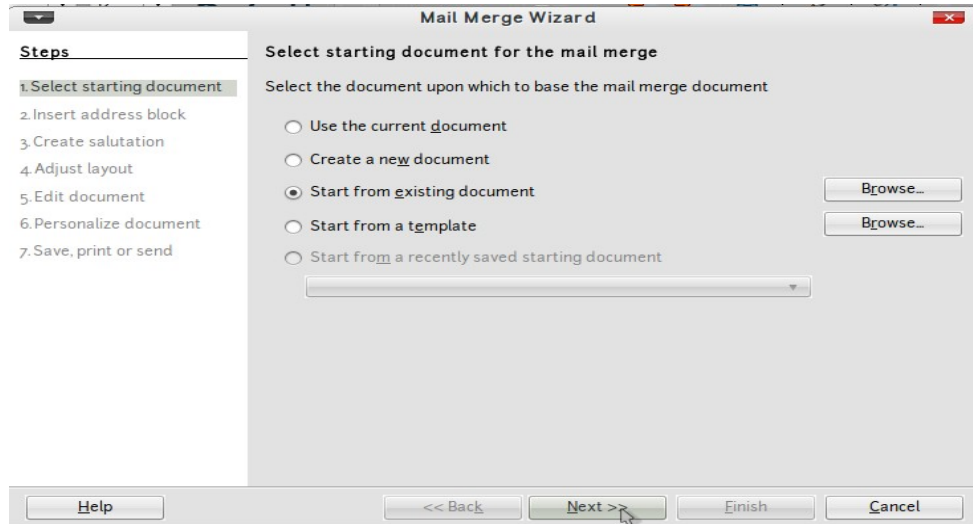 Mail Merge Wizard
Steps
1. Select starting document
2. Insert address block
3. Create salutation
4. Adjust layout
5. Edit document
6. Personalize document
7. Save, print or send
Select starting document for the mail merge
Select the document upon which to base the mail merge document
Use the current document
Create a new document
Start from existing document
Browse...
Start from a template
Browse...
Start from a recently saved starting document
Help
<< Back
Next >>
Finish
Cancel